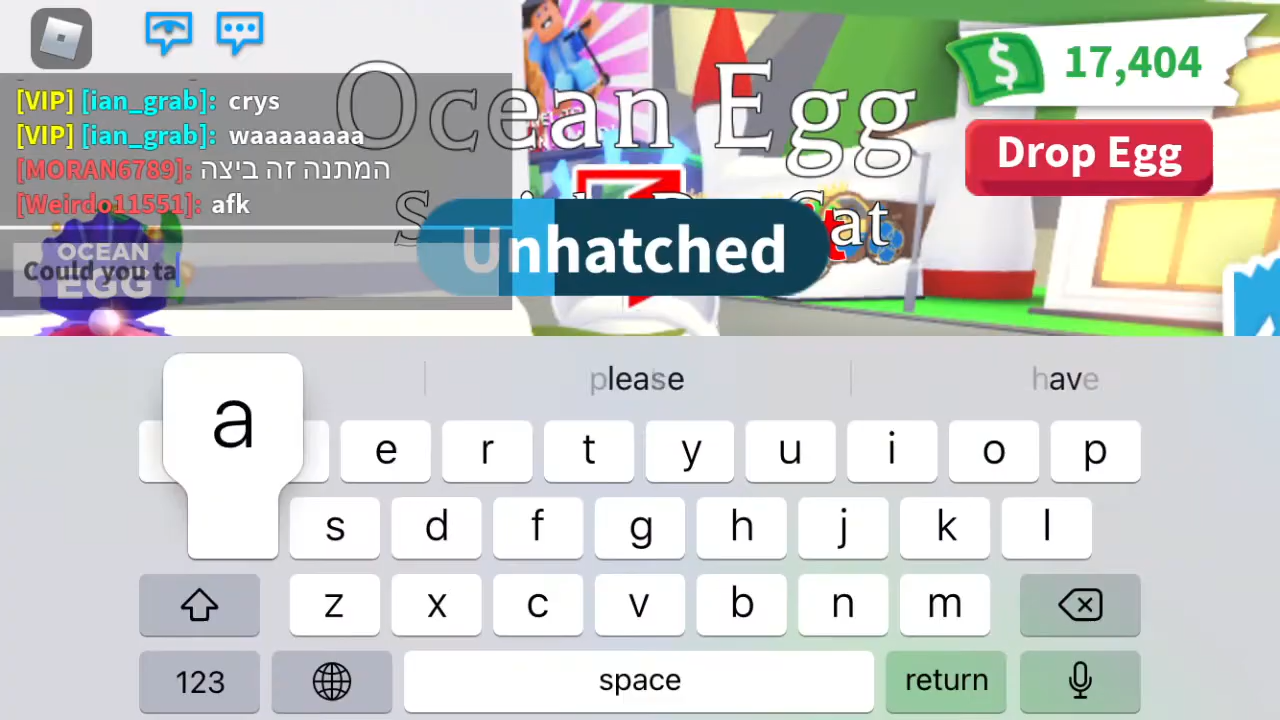 Ocean Egg
17,404
[VIP] [ian_grab]: crys
[VIP] [ian_grab]: waaaaaaaa
Drop Egg
[MORAN6789]: המתנה זה ביצה
[Weirdo11551]: afk
Cat
Unhatched
OCEAN
EGG
Could you ta
a
please
have
e r t y u i o p
s d f g h j k l
z x c v b n m
123
space
return